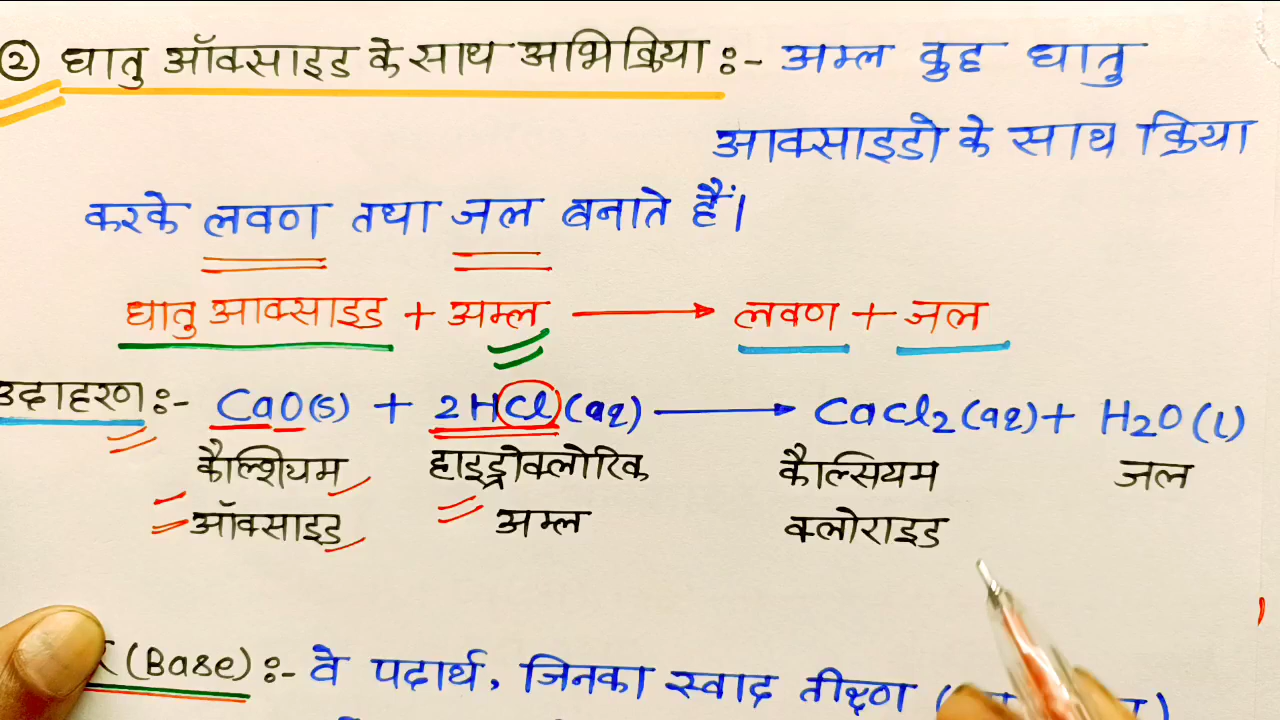 ② धातु ऑक्साइड के साथ अभिक्रिया :- अम्ल कुछ धातु
आक्साइडो के साथ क्रिया
करके लवण तथा जल बनाते हैं।
धातु आक्साइड + अम्ल → लवण + जल
उदाहरण :- CaO(s) + 2HCl(aq) → CaCl2(aq) + H2O(l)
कैल्शियम हाइड्रोक्लोरिक कैल्सियम जल
ऑक्साइड अम्ल क्लोराइड
(Base) :- वे पदार्थ, जिनका स्वाद तीक्ष्ण